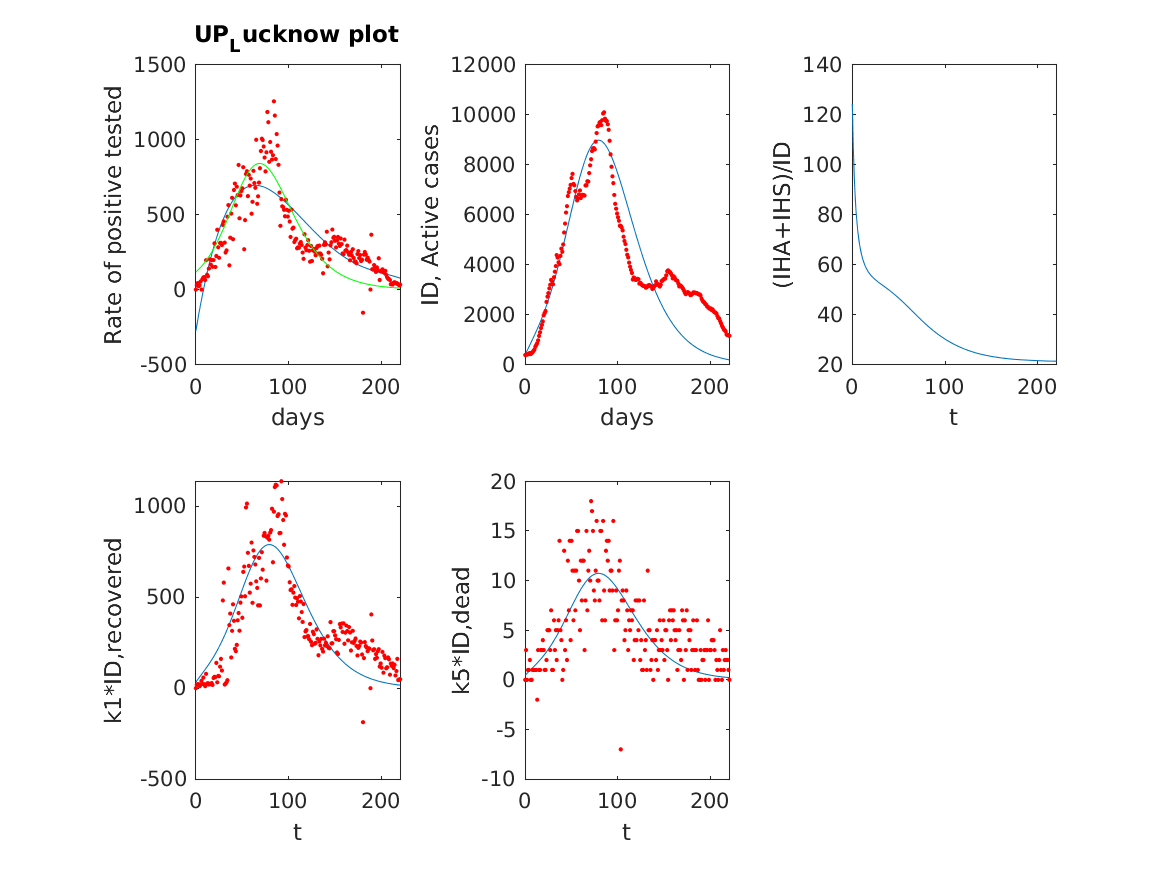 UP_Lucknow plot
1500
1000
500
0
-500
0 100 200
days
Rate of positive tested
12000
10000
8000
6000
4000
2000
0
0 100 200
days
ID, Active cases
140
120
100
80
60
40
20
0 100 200
t
(IHA+IHS)/ID
1000
500
0
-500
0 100 200
t
k1*ID,recovered
20
15
10
5
0
-5
-10
0 100 200
t
k5*ID,dead